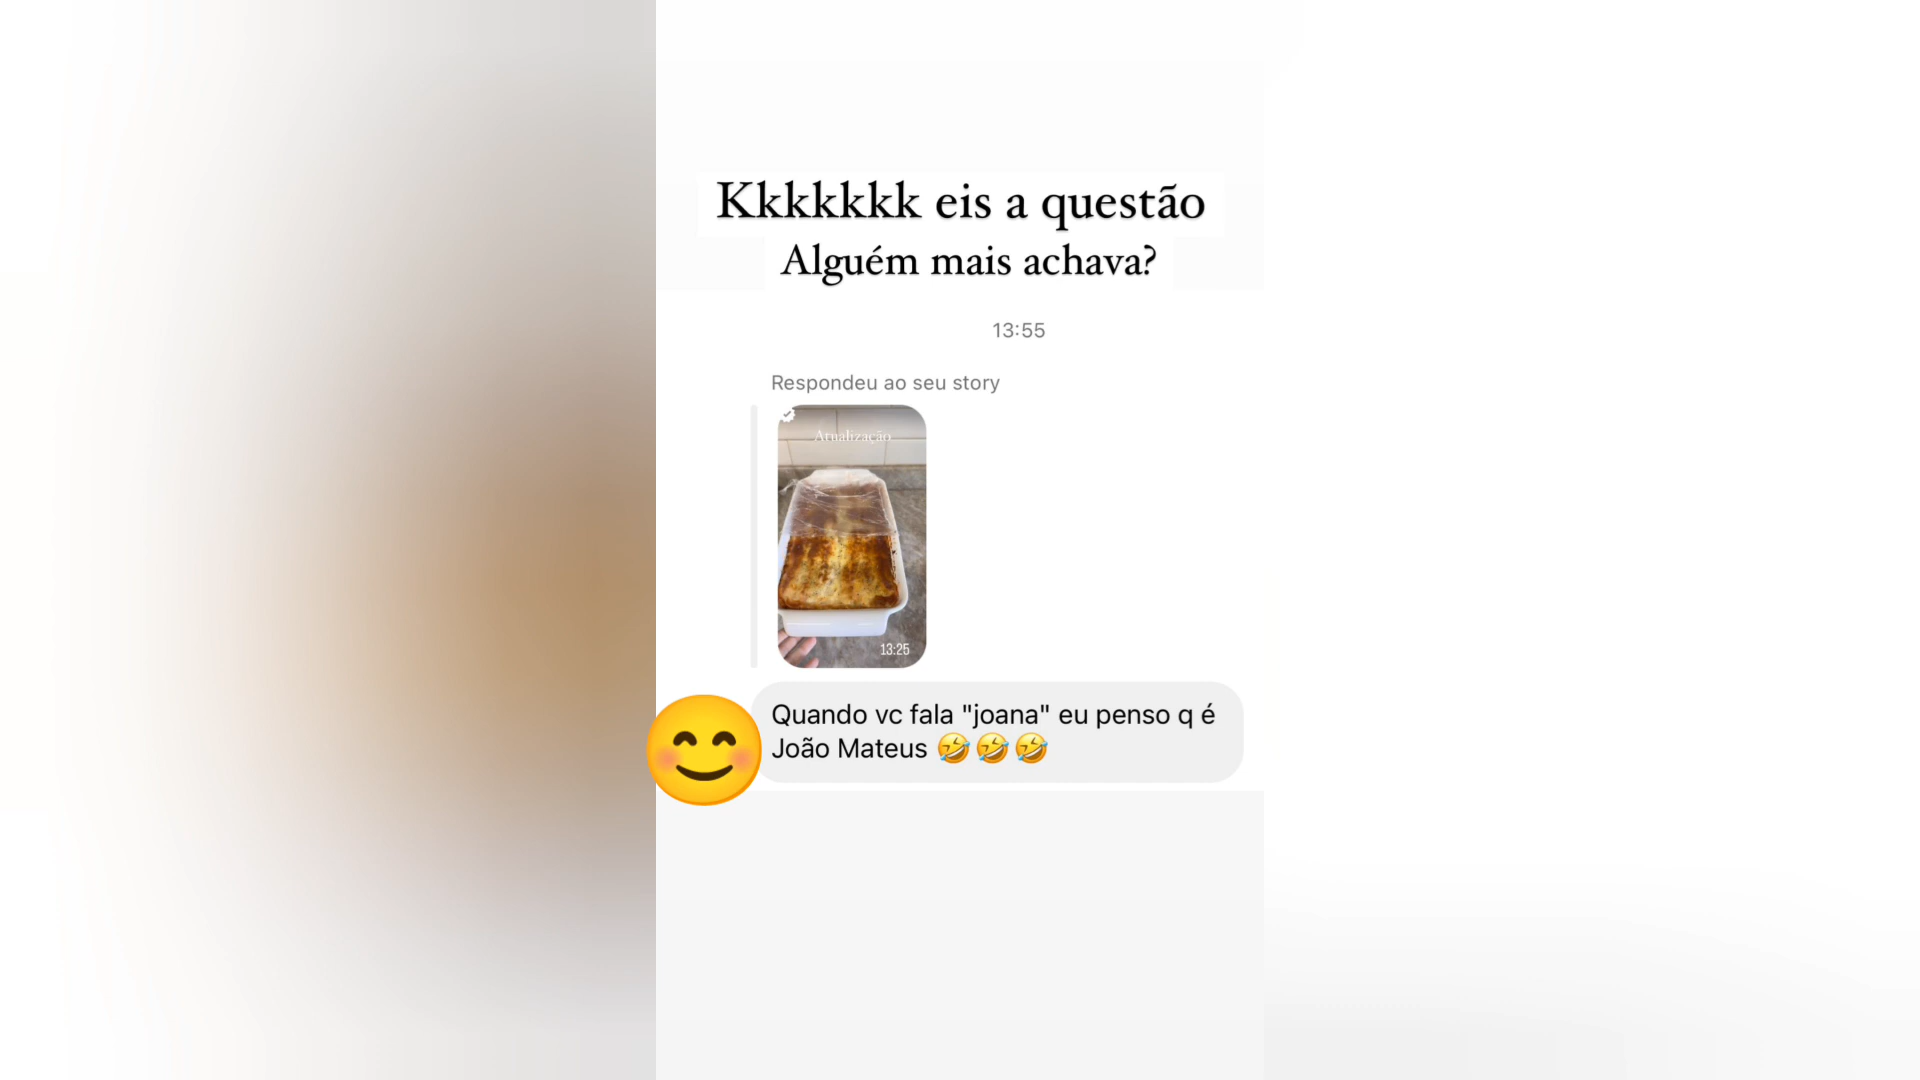 Kkkkkkk eis a questão
Alguém mais achava?
13:55
Respondeu ao seu story
Atualização
13:25
Quando vc fala "joana" eu penso q é
João Mateus 🤣🤣🤣